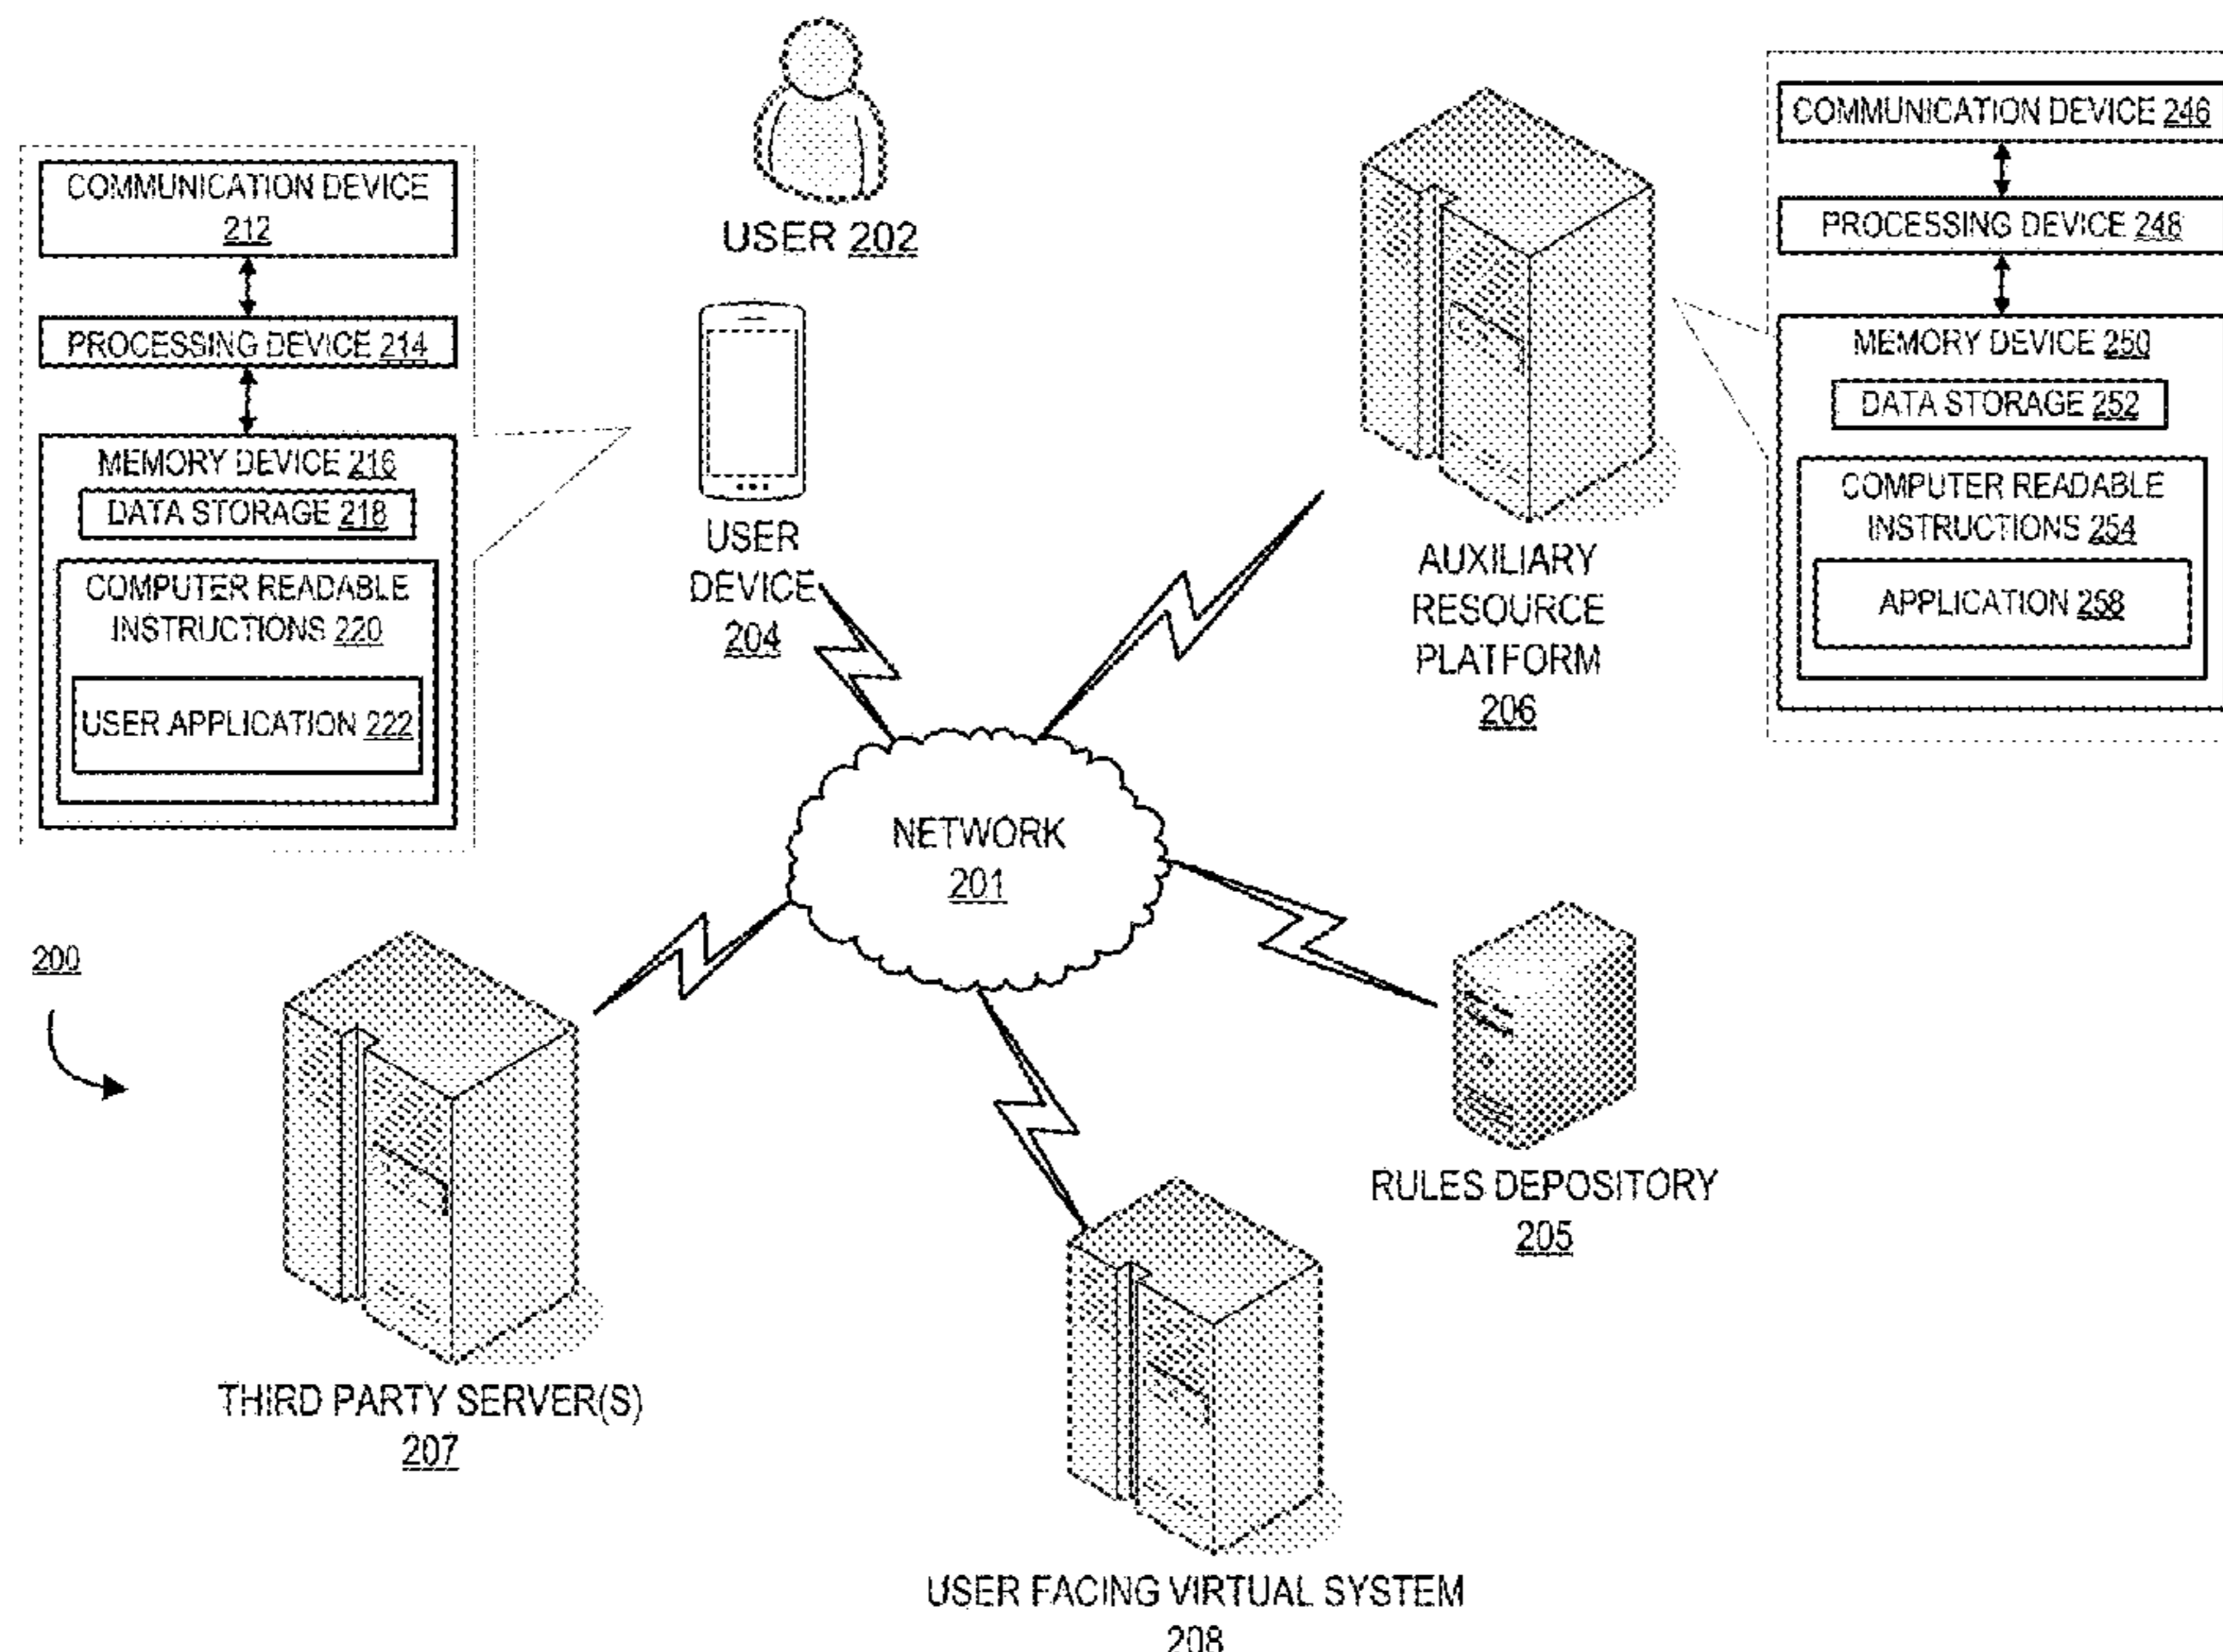 USER 202
COMMUNICATION DEVICE
212
PROCESSING DEVICE 214
MEMORY DEVICE 216
DATA STORAGE 218
COMPUTER READABLE
INSTRUCTIONS 220
USER APPLICATION 222
USER
DEVICE
204
AUXILIARY
RESOURCE
PLATFORM
206
COMMUNICATION DEVICE 246
PROCESSING DEVICE 248
MEMORY DEVICE 250
DATA STORAGE 252
COMPUTER READABLE
INSTRUCTIONS 254
APPLICATION 258
NETWORK
201
200
THIRD PARTY SERVER(S)
207
RULES DEPOSITORY
205
USER FACING VIRTUAL SYSTEM
208